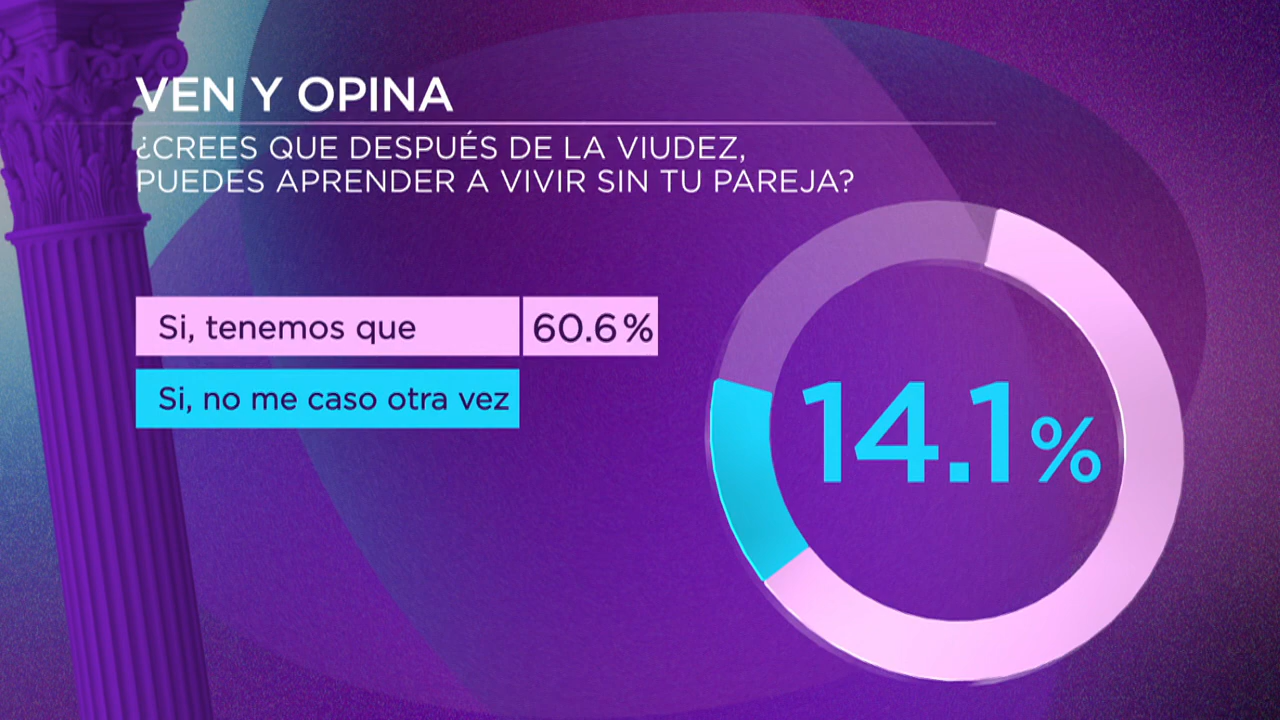 VEN Y OPINA
¿CREES QUE DESPUÉS DE LA VIUDEZ,
PUEDES APRENDER A VIVIR SIN TU PAREJA?
Si, tenemos que 60.6%
Si, no me caso otra vez
14.1%